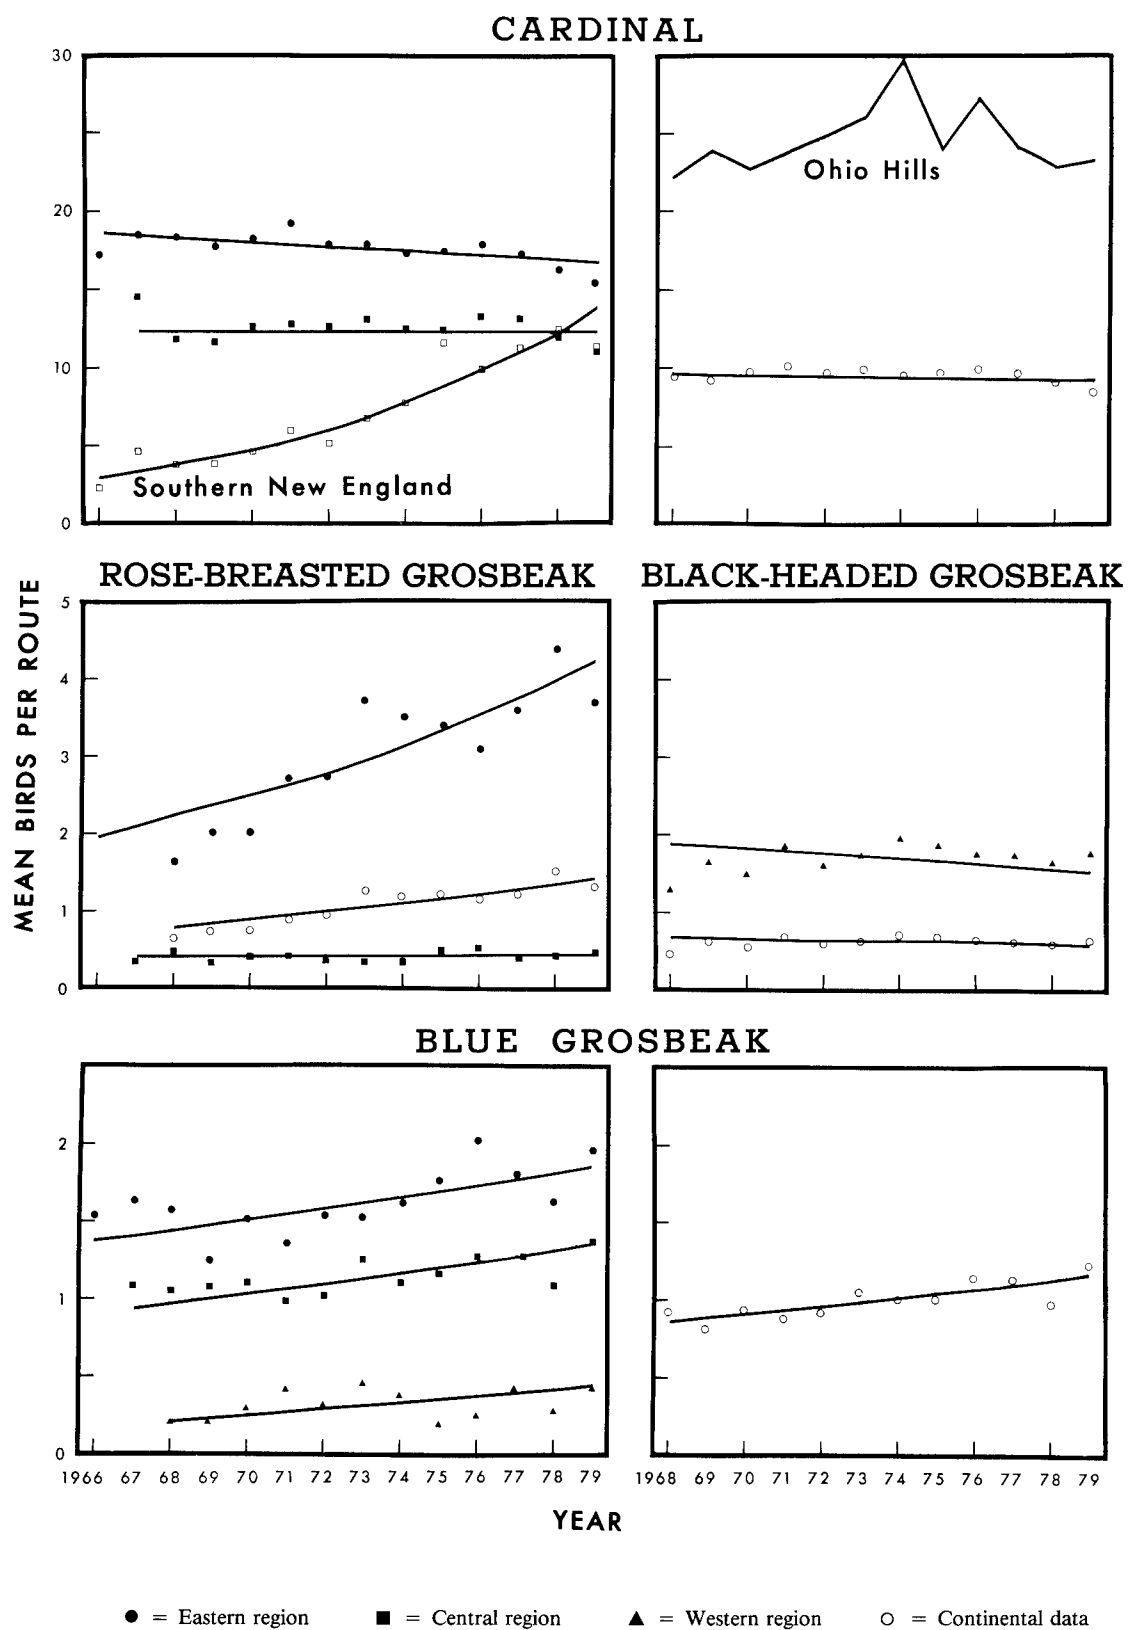 CARDINAL
30
20
10
0
Southern New England
Ohio Hills
MEAN BIRDS PER ROUTE
ROSE-BREASTED GROSBEAK
5
4
3
2
1
0
BLACK-HEADED GROSBEAK
BLUE GROSBEAK
2
1
0
1966 67 68 69 70 71 72 73 74 75 76 77 78 79
1968 69 70 71 72 73 74 75 76 77 78 79
YEAR
● = Eastern region ■ = Central region ▲ = Western region ○ = Continental data